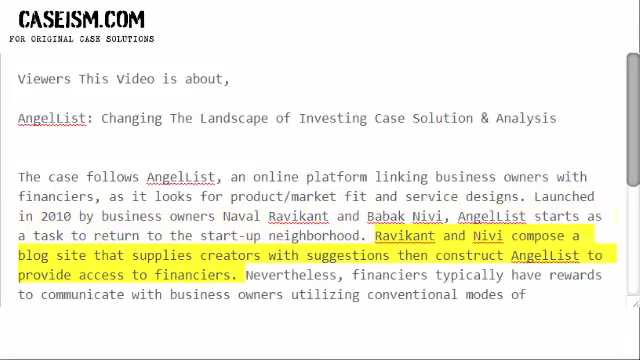 CASEISM.COM
FOR ORIGINAL CASE SOLUTIONS
Viewers This Video is about,
AngelList: Changing The Landscape of Investing Case Solution & Analysis
The case follows AngelList, an online platform linking business owners with
financiers, as it looks for product/market fit and service designs. Launched
in 2010 by business owners Naval Ravikant and Babak Nivi, AngelList starts as
a task to return to the start-up neighborhood. Ravikant and Nivi compose a
blog site that supplies creators with suggestions then construct AngelList to
provide access to financiers. Nevertheless, financiers typically have rewards
to communicate with business owners utilizing conventional modes of